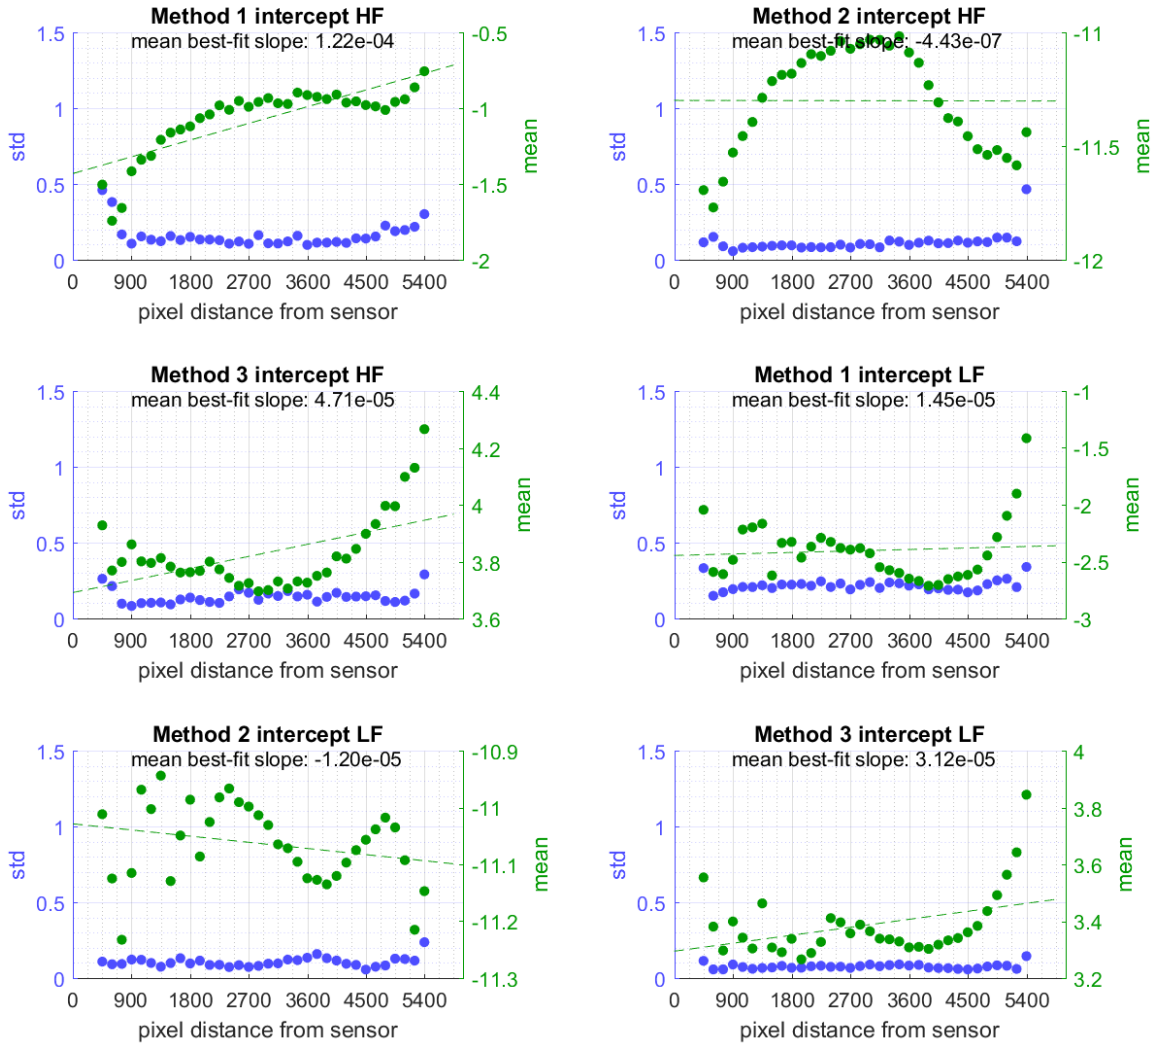 Method 1 intercept HF
mean best-fit slope: 1.22e-04
1.5
1
0.5
0
std
-0.5
-1
-1.5
-2
mean
0 900 1800 2700 3600 4500 5400
pixel distance from sensor
Method 2 intercept HF
mean best-fit slope: -4.43e-07
1.5
1
0.5
0
std
-11
-11.5
-12
mean
0 900 1800 2700 3600 4500 5400
pixel distance from sensor
Method 3 intercept HF
mean best-fit slope: 4.71e-05
1.5
1
0.5
0
std
4.4
4.2
4
3.8
3.6
mean
0 900 1800 2700 3600 4500 5400
pixel distance from sensor
Method 1 intercept LF
mean best-fit slope: 1.45e-05
1.5
1
0.5
0
std
-1
-1.5
-2
-2.5
-3
mean
0 900 1800 2700 3600 4500 5400
pixel distance from sensor
Method 2 intercept LF
mean best-fit slope: -1.20e-05
1.5
1
0.5
0
std
-10.9
-11
-11.1
-11.2
-11.3
mean
0 900 1800 2700 3600 4500 5400
pixel distance from sensor
Method 3 intercept LF
mean best-fit slope: 3.12e-05
1.5
1
0.5
0
std
4
3.8
3.6
3.4
3.2
mean
0 900 1800 2700 3600 4500 5400
pixel distance from sensor